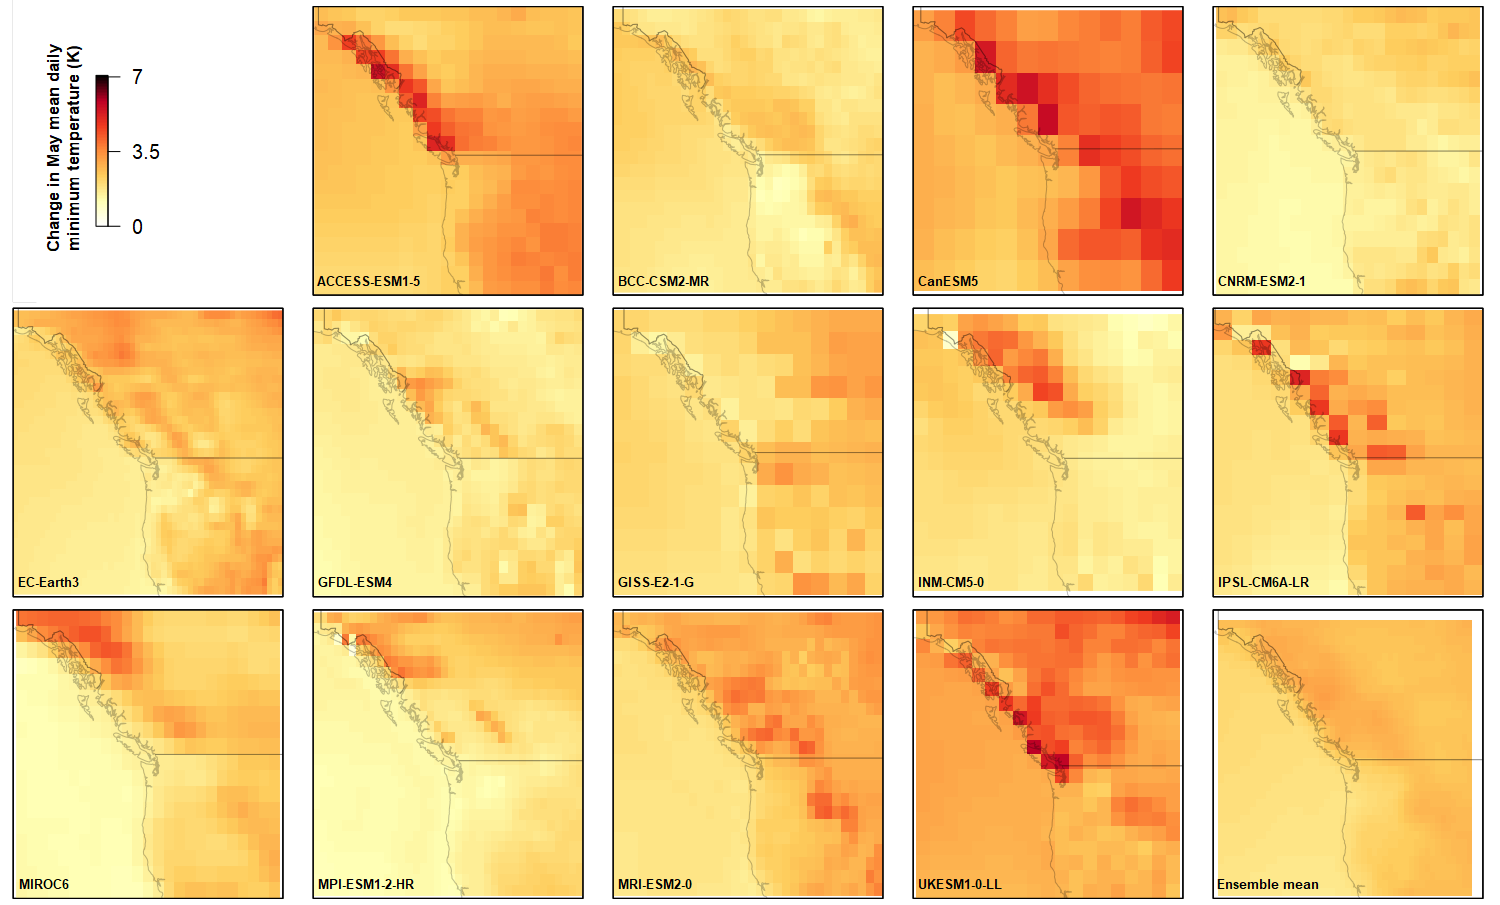 Change in May mean daily
minimum temperature (K)
7
3.5
0
ACCESS-ESM1-5
BCC-CSM2-MR
CanESM5
CNRM-ESM2-1
EC-Earth3
GFDL-ESM4
GISS-E2-1-G
INM-CM5-0
IPSL-CM6A-LR
MIROC6
MPI-ESM1-2-HR
MRI-ESM2-0
UKESM1-0-LL
Ensemble mean